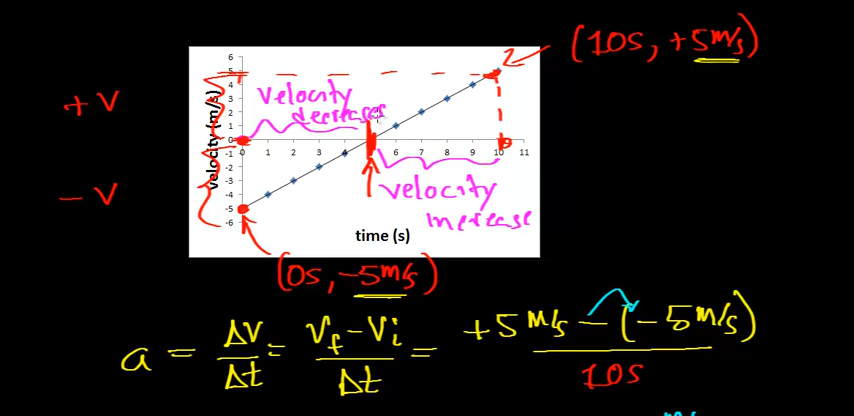 (10s, +5m/s)
+V
-V
velocity (m/s)
6
5
4
3
2
1
0
-1
-2
-3
-4
-5
-6
0 1 2 3 4 5 6 7 8 9 10 11
velocity
decreases
velocity
increase
time (s)
(0s, -5m/s)
a = ΔV/Δt = Vf - Vi/Δt = +5 m/s - (-5 m/s)/10s